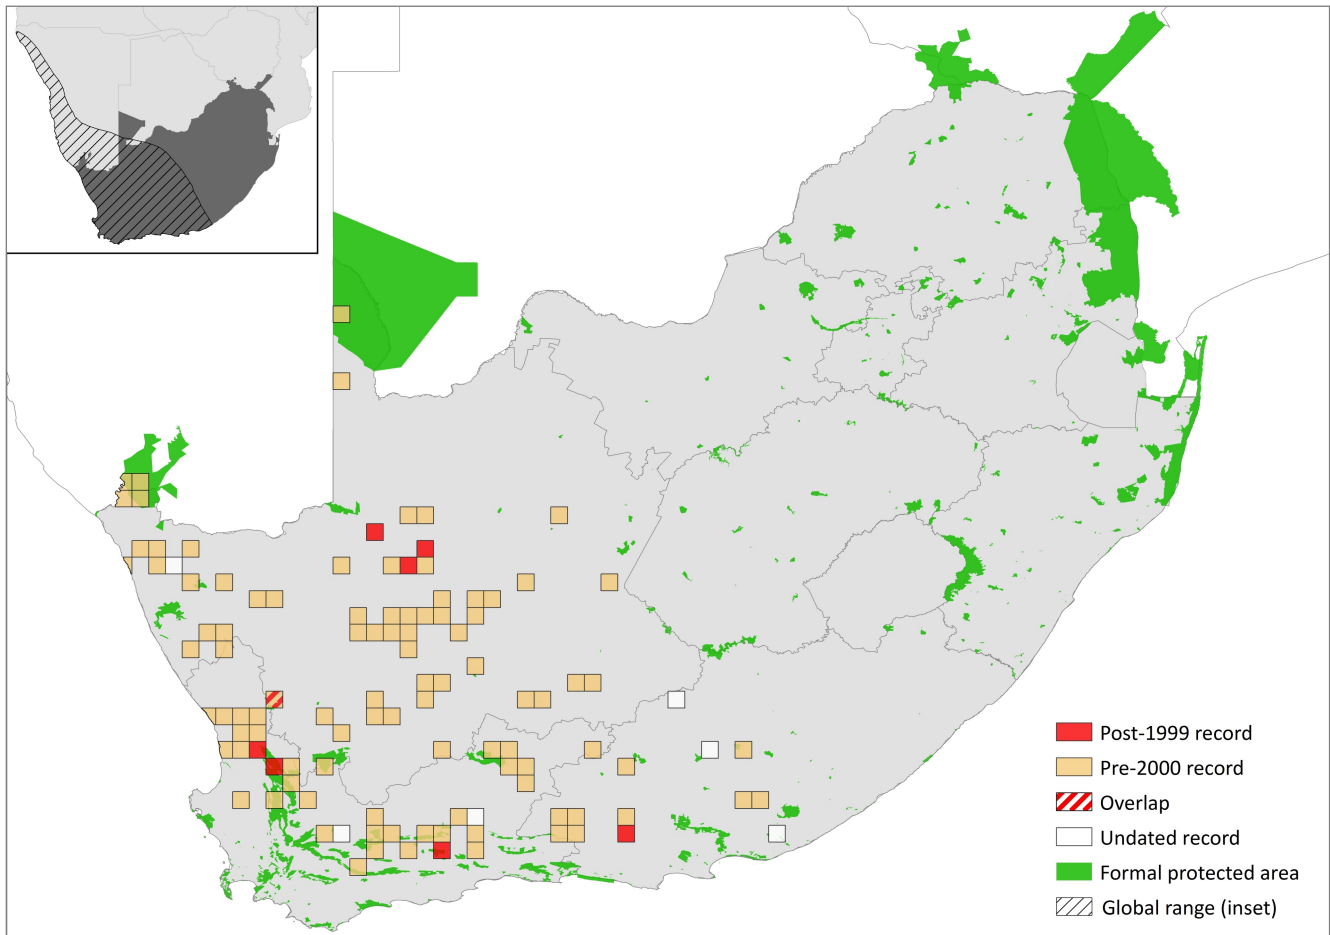 Post-1999 record
Pre-2000 record
Overlap
Undated record
Formal protected area
Global range (inset)